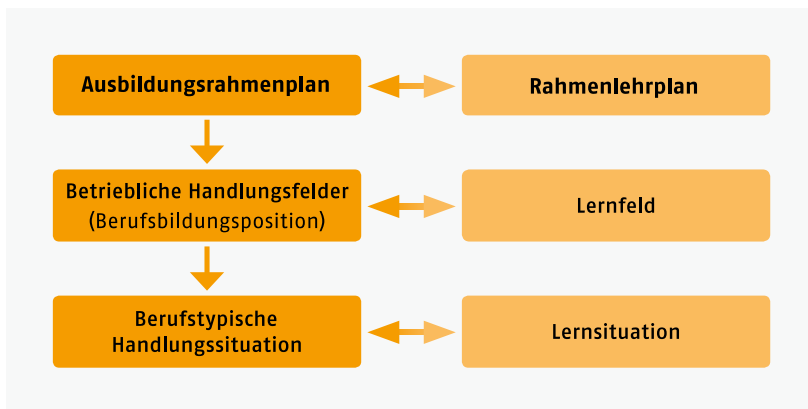 Ausbildungsrahmenplan
Rahmenlehrplan
Betriebliche Handlungsfelder
(Berufsbildungsposition)
Lernfeld
Berufstypische
Handlungssituation
Lernsituation